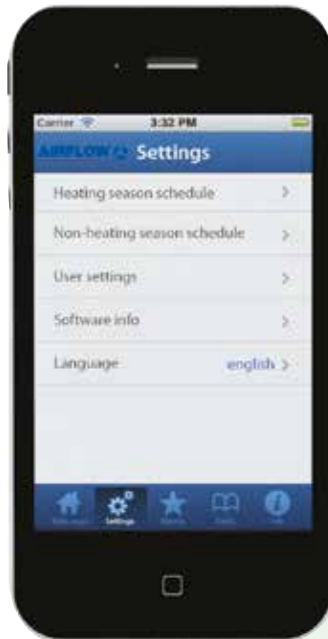 Carrier 3:32 PM
AIRFLOW Settings
Heating season schedule
Non-heating season schedule
User settings
Software info
Language english
Settings